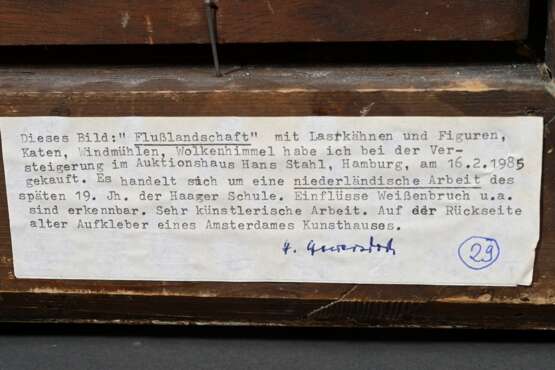 Dieses Bild:" Flußlandschaft" mit Lastkähnen und Figuren,
Katen, Windmühlen, Wolkenhimmel habe ich bei der Ver-
steigerung im Auktionshaus Hans Stahl, Hamburg, am 16.2.1985
gekauft. Es handelt sich um eine niederländische Arbeit des
späten 19. Jh. der Haager Schule. Einflüsse Weißenbruch u.a.
sind erkennbar. Sehr künstlerische Arbeit. Auf der Rückseite
alter Aufkleber eines Amsterdames Kunsthauses.
29